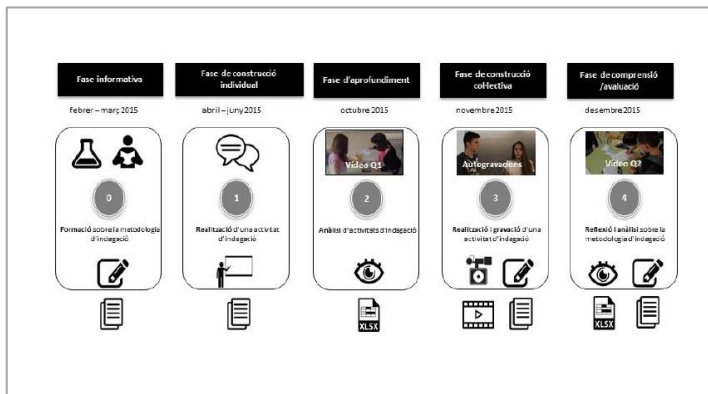 Fase informativa
Fase de construcció
individual
Fase d'aprofundiment
Fase de construcció
col·lectiva
Fase de comprensió
/avaluació
febrer – març 2015
abril – juny 2015
octubre 2015
novembre 2015
desembre 2015
Vídeo Q1
Autogravacions
Vídeo Q2
0
1
2
3
4
Formació sobre la metodologia
d'indagació
Realització d'una activitat
d'indagació
Anàlisi d'activitats d'indagació
Realització i gravació d'una
activitat d'indagació
Reflexió i anàlisi sobre la
metodologia d'indagació
XLSX
XLSX